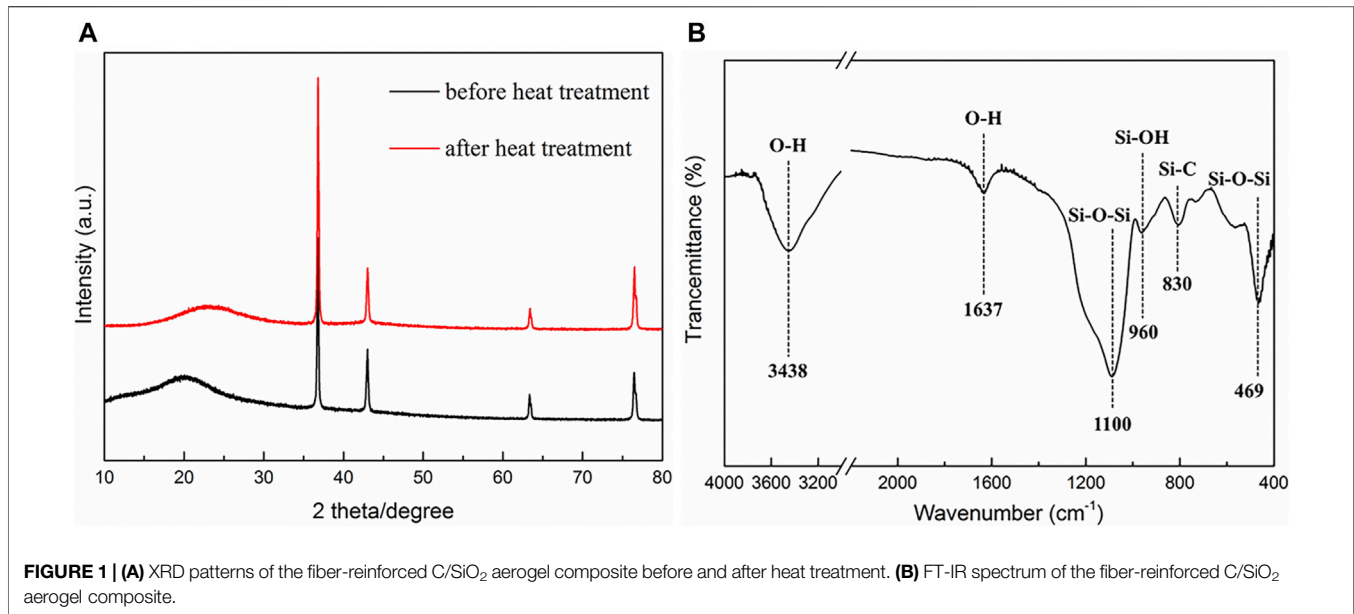 A
before heat treatment
after heat treatment
Intensity (a.u.)
10 20 30 40 50 60 70 80
2 theta/degree
B
O-H
O-H
Si-OH
Si-C
Si-O-Si
Si-O-Si
3438
1637
1100
960
830
469
Trancemittance (%)
4000 3600 3200 2000 1600 1200 800 400
Wavenumber (cm⁻¹)
FIGURE 1 | (A) XRD patterns of the fiber-reinforced C/SiO₂ aerogel composite before and after heat treatment. (B) FT-IR spectrum of the fiber-reinforced C/SiO₂
aerogel composite.